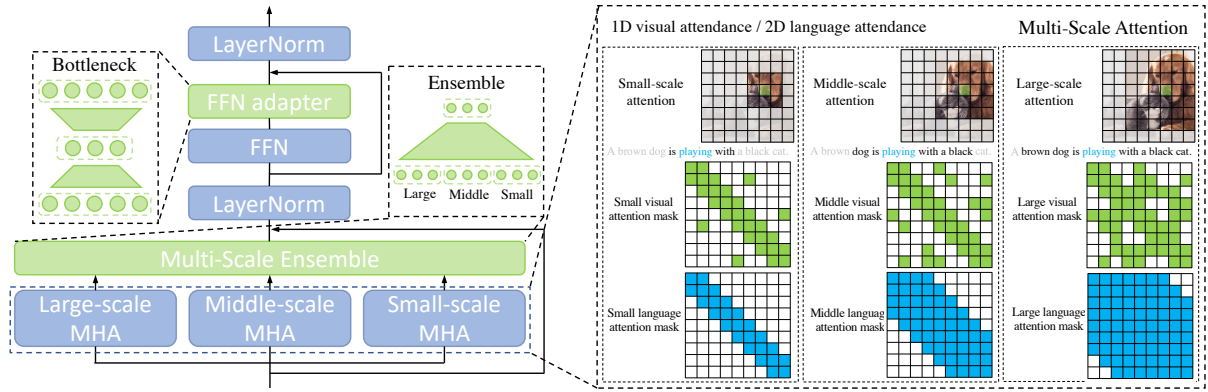 LayerNorm
Bottleneck
FFN adapter
FFN
LayerNorm
Ensemble
Large Middle Small
Multi-Scale Ensemble
Large-scale
MHA
Middle-scale
MHA
Small-scale
MHA
1D visual attendance / 2D language attendance
Multi-Scale Attention
Small-scale
attention
A brown dog is playing with a black cat.
Small visual
attention mask
Small language
attention mask
Middle-scale
attention
A brown dog is playing with a black cat.
Middle visual
attention mask
Middle languag
attention mask
Large-scale
attention
A brown dog is playing with a black cat.
Large visual
attention mask
Large language
attention mask